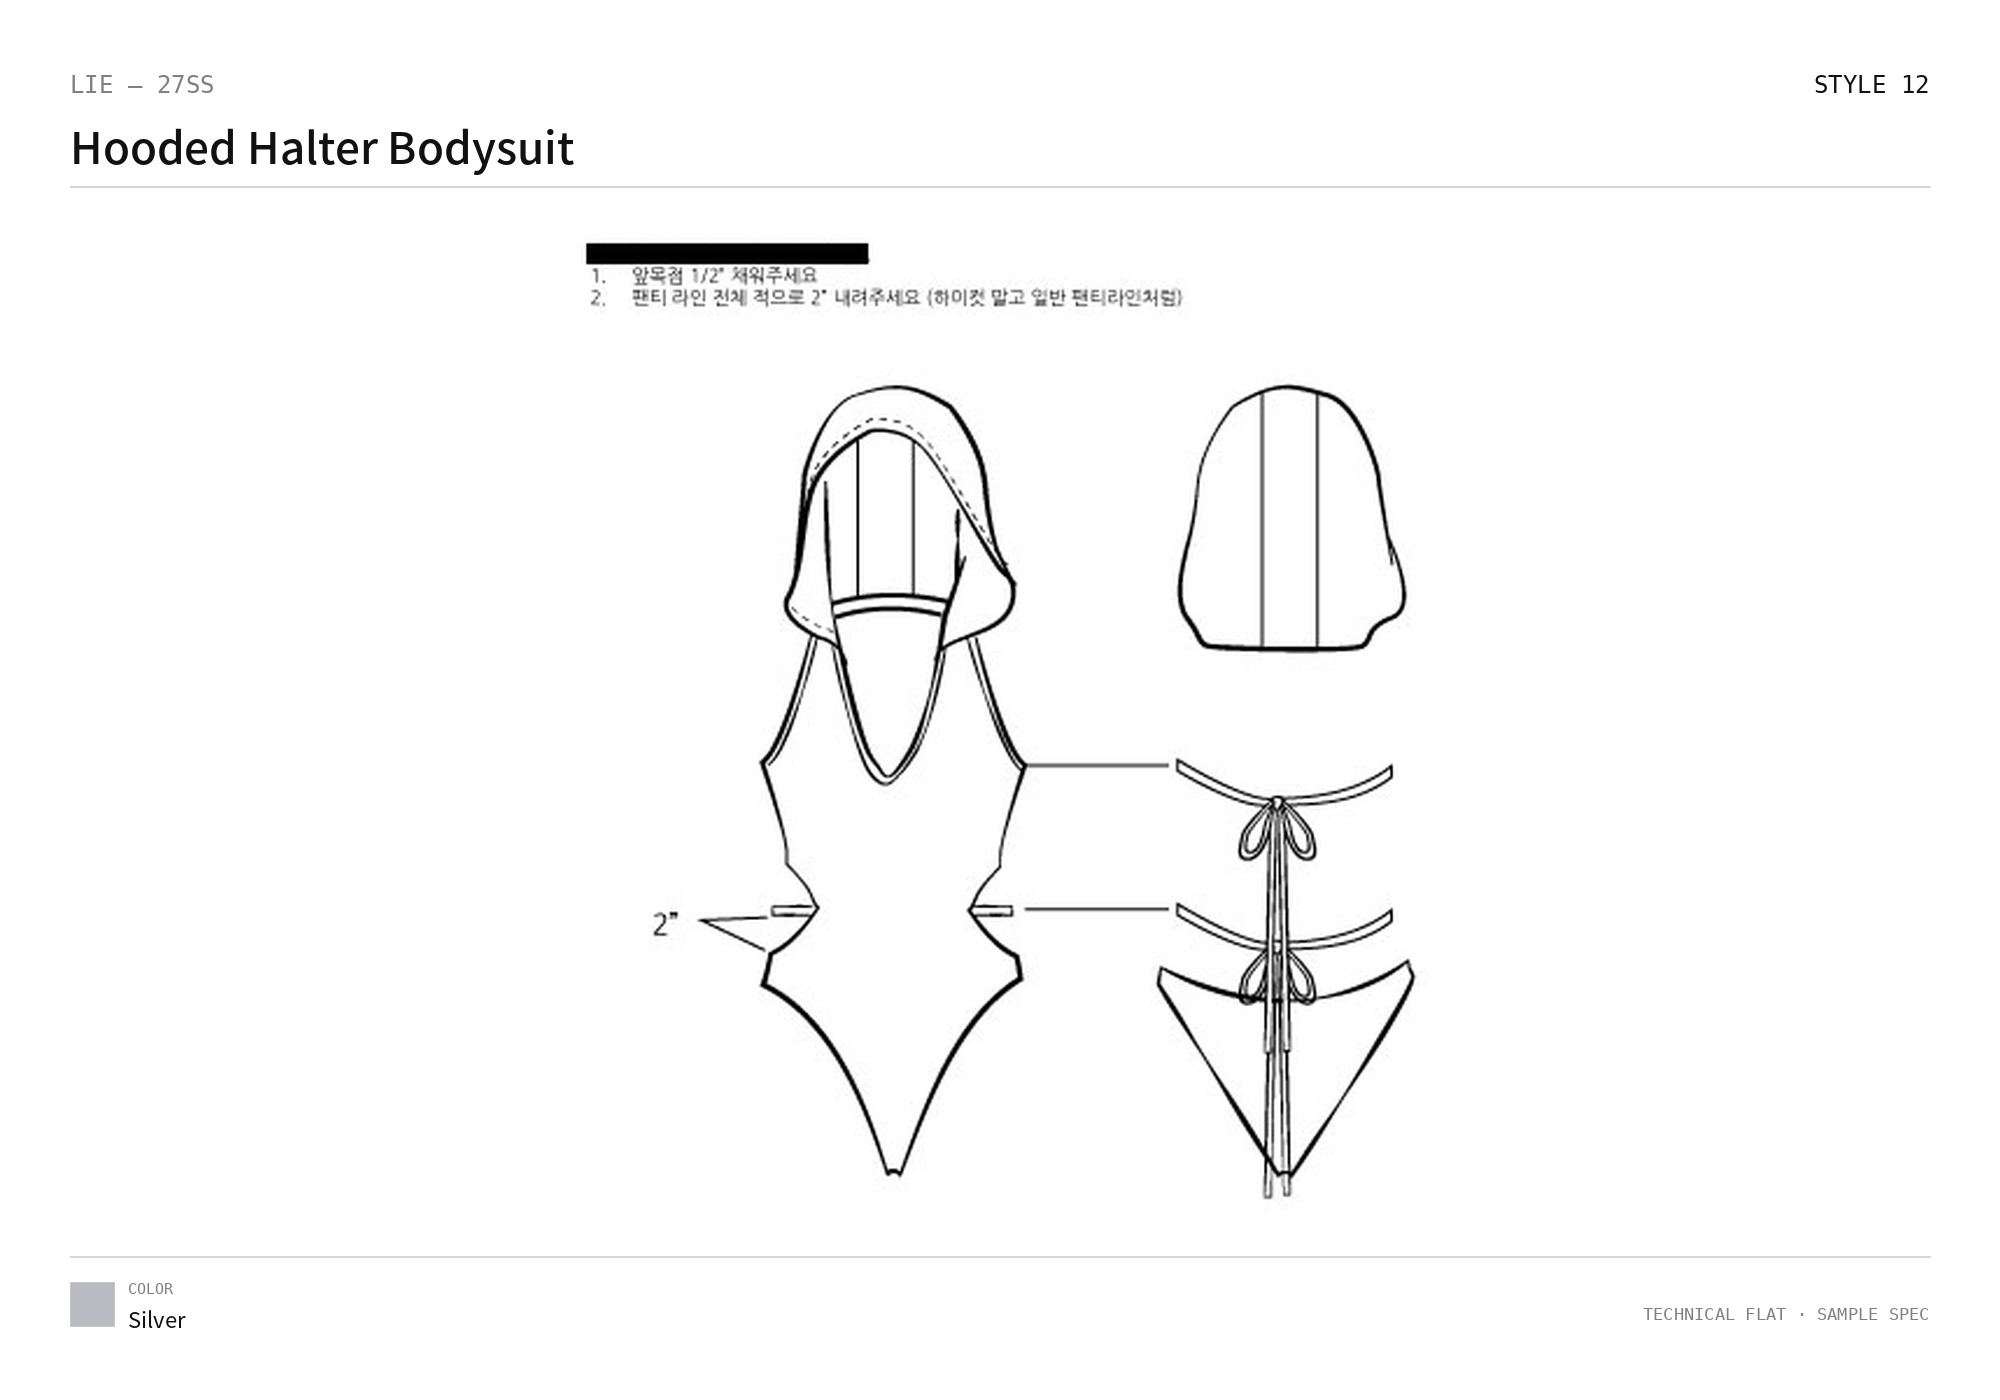 LIE — 27SS
STYLE 12
Hooded Halter Bodysuit
1. 앞목점 1/2" 채워주세요
2. 팬티 라인 전체 적으로 2" 내려주세요 (하이컷 말고 일반 팬티라인처럼)
2"
COLOR
Silver
TECHNICAL FLAT · SAMPLE SPEC